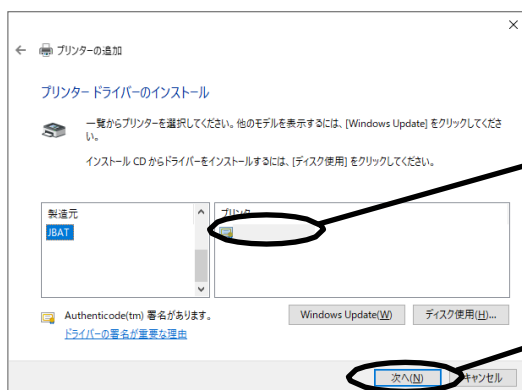 プリンターの追加
プリンター ドライバーのインストール
一覧からプリンターを選択してください。他のモデルを表示するには、[Windows Update] をクリックしてくださ
い。
インストール CD からドライバーをインストールするには、[ディスク使用] をクリックしてください。
製造元
プリンター
JBAT
Authenticode(tm) 署名があります。
Windows Update(W)
ディスク使用(H)...
ドライバーの署名が重要な理由
次へ(N)
キャンセル